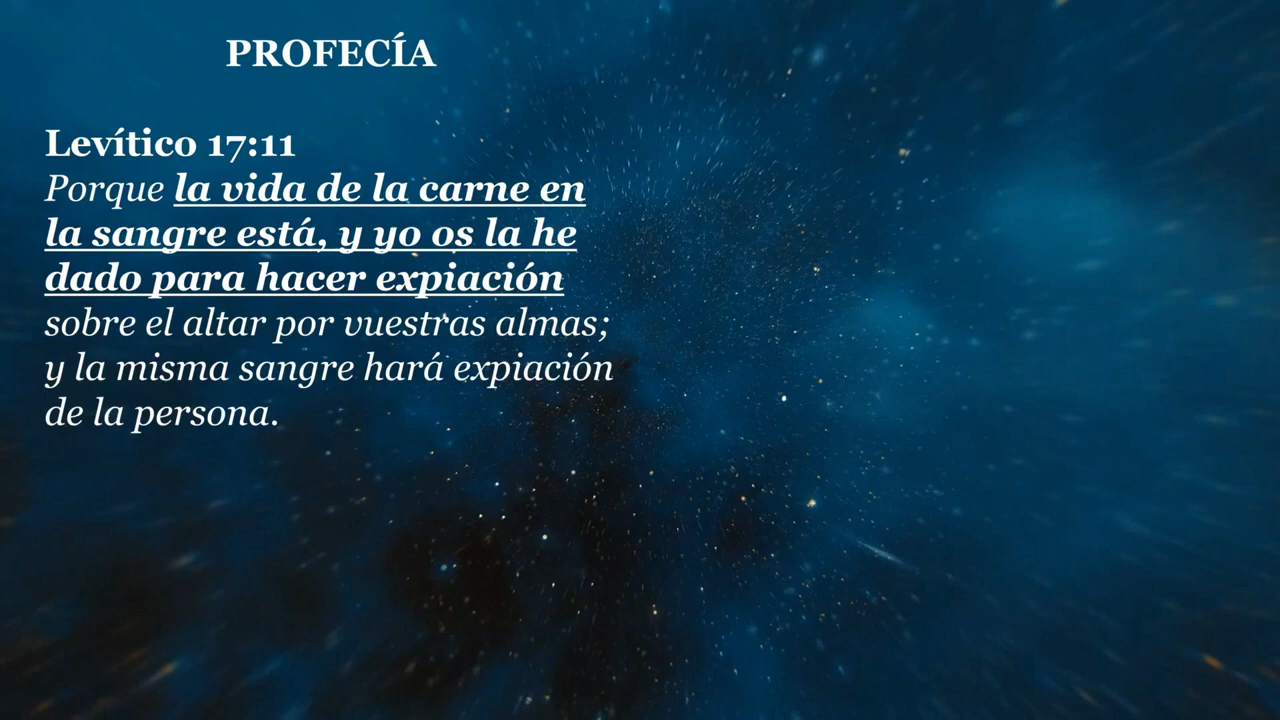 PROFECÍA
Levítico 17:11
Porque la vida de la carne en
la sangre está, y yo os la he
dado para hacer expiación
sobre el altar por vuestras almas;
y la misma sangre hará expiación
de la persona.